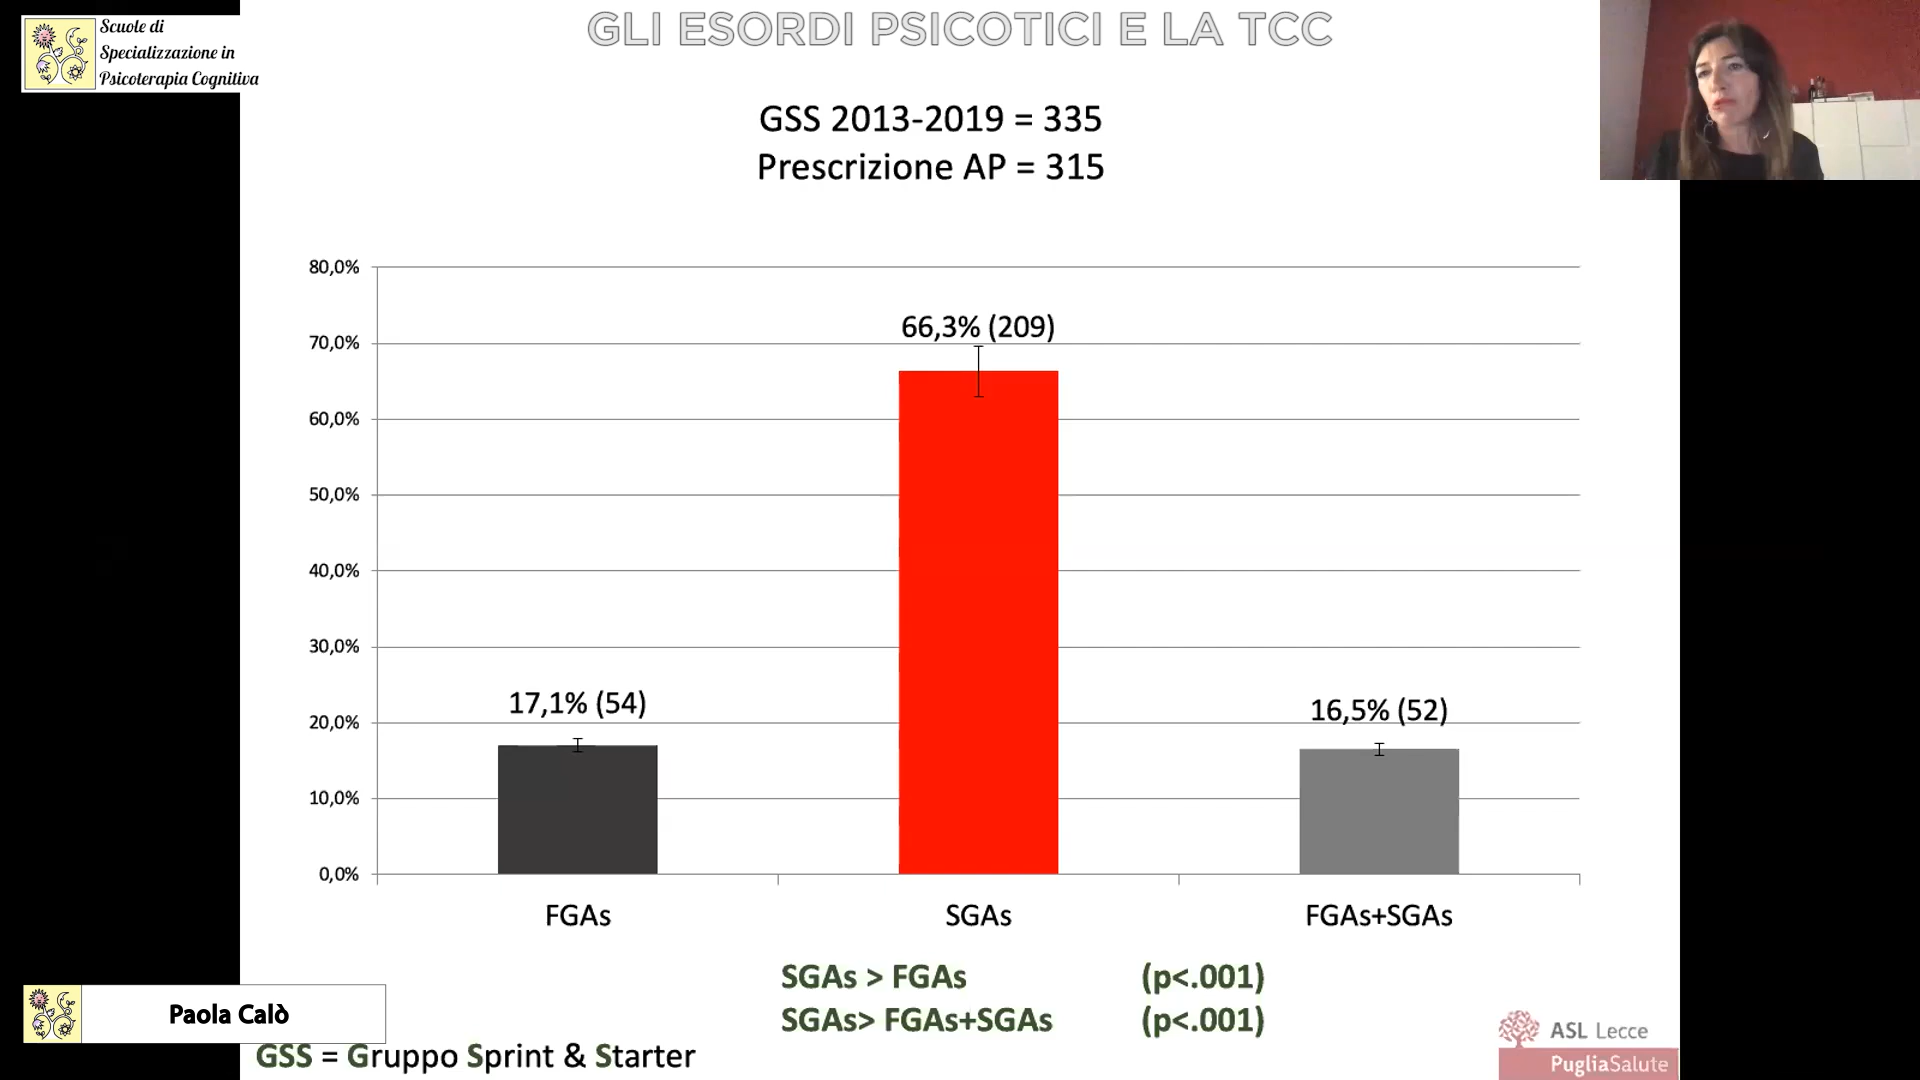 Scuole di
Specializzazione in
Psicoterapia Cognitiva
GLI ESORDI PSICOTICI E LA TCC
GSS 2013-2019 = 335
Prescrizione AP = 315
80,0%
70,0%
60,0%
50,0%
40,0%
30,0%
20,0%
10,0%
0,0%
17,1% (54)
66,3% (209)
16,5% (52)
FGAs
SGAs
FGAs+SGAs
SGAs > FGAs (p<.001)
SGAs> FGAs+SGAs (p<.001)
Paola Calò
GSS = Gruppo Sprint & Starter
ASL Lecce
PugliaSalute